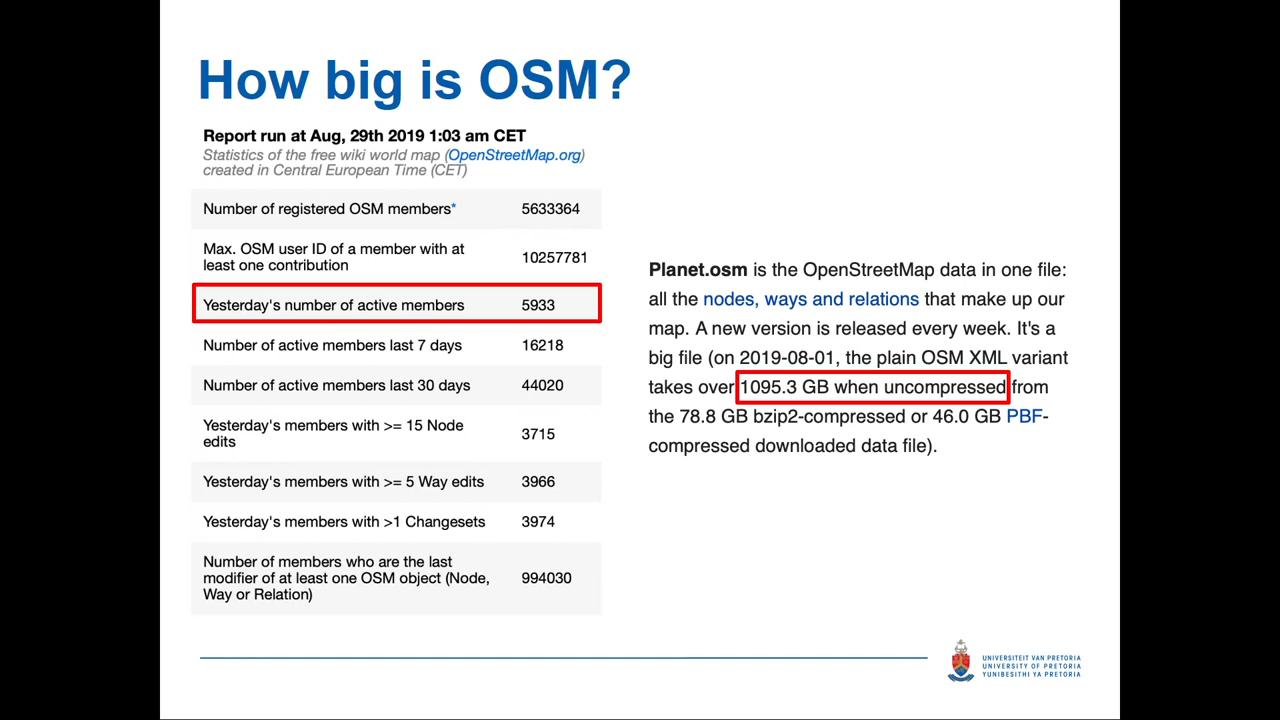 How big is OSM?
Report run at Aug, 29th 2019 1:03 am CET
Statistics of the free wiki world map (OpenStreetMap.org)
created in Central European Time (CET)
Number of registered OSM members* 5633364
Max. OSM user ID of a member with at
least one contribution 10257781
Yesterday's number of active members 5933
Number of active members last 7 days 16218
Number of active members last 30 days 44020
Yesterday's members with >= 15 Node
edits 3715
Yesterday's members with >= 5 Way edits 3966
Yesterday's members with >1 Changesets 3974
Number of members who are the last
modifier of at least one OSM object (Node, 994030
Way or Relation)
Planet.osm is the OpenStreetMap data in one file:
all the nodes, ways and relations that make up our
map. A new version is released every week. It's a
big file (on 2019-08-01, the plain OSM XML variant
takes over 1095.3 GB when uncompressed from
the 78.8 GB bzip2-compressed or 46.0 GB PBF-
compressed downloaded data file).
UNIVERSITEIT VAN PRETORIA
UNIVERSITY OF PRETORIA
YUNIBESITHI YA PRETORIA